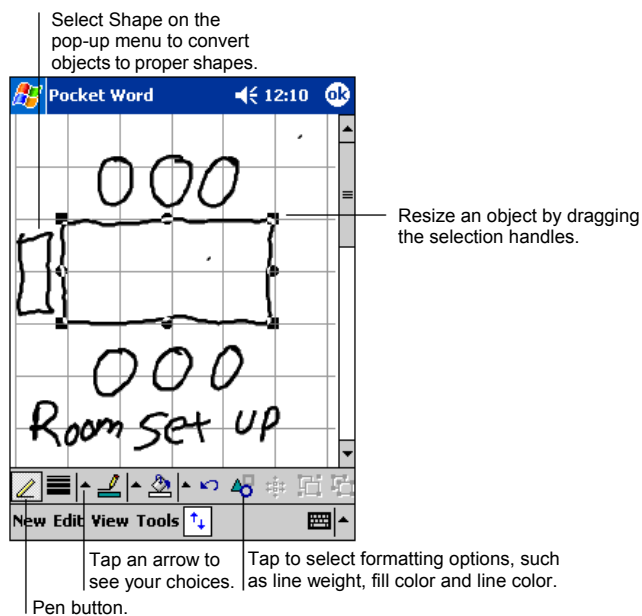 Select Shape on the
pop-up menu to convert
objects to proper shapes.
Pocket Word 12:10 ok
Resize an object by dragging
the selection handles.
Room set up
New Edit View Tools
Tap an arrow to
see your choices.
Tap to select formatting options, such
as line weight, fill color and line color.
Pen button.